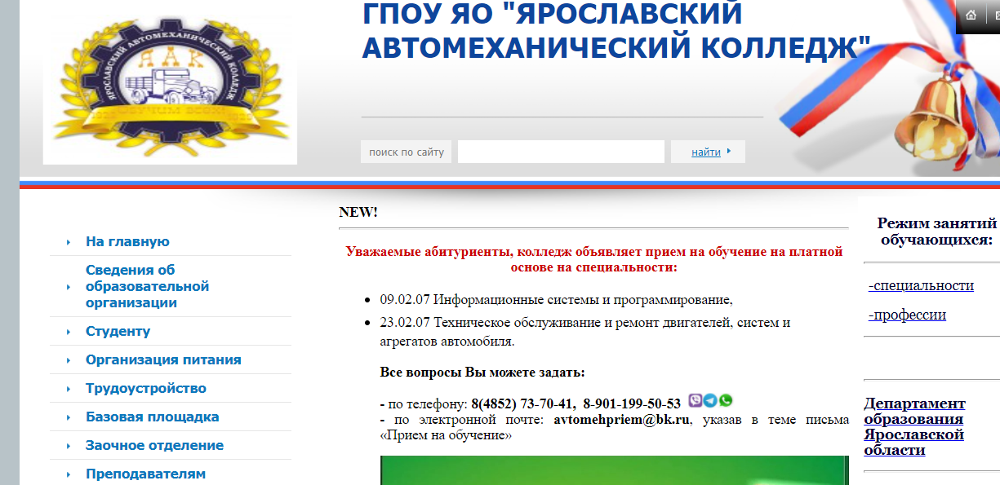 ГПОУ ЯО "ЯРОСЛАВСКИЙ
АВТОМЕХАНИЧЕСКИЙ КОЛЛЕДЖ"
ЯРОСЛАВСКИЙ АВТОМЕХАНИЧЕСКИЙ КОЛЛЕДЖ
ЯАК
поиск по сайту
найти
На главную
Сведения об
образовательной
организации
Студенту
Организация питания
Трудоустройство
Базовая площадка
Заочное отделение
Преподавателям
NEW!
Уважаемые абитуриенты, колледж объявляет прием на обучение на платной
основе на специальности:
09.02.07 Информационные системы и программирование,
23.02.07 Техническое обслуживание и ремонт двигателей, систем и
агрегатов автомобиля.
Все вопросы Вы можете задать:
- по телефону: 8(4852) 73-70-41, 8-901-199-50-53
- по электронной почте: avtomehpriem@bk.ru, указав в теме письма
«Прием на обучение»
Режим занятий
обучающихся:
-специальности
-профессии
Департамент
образования
Ярославской
области